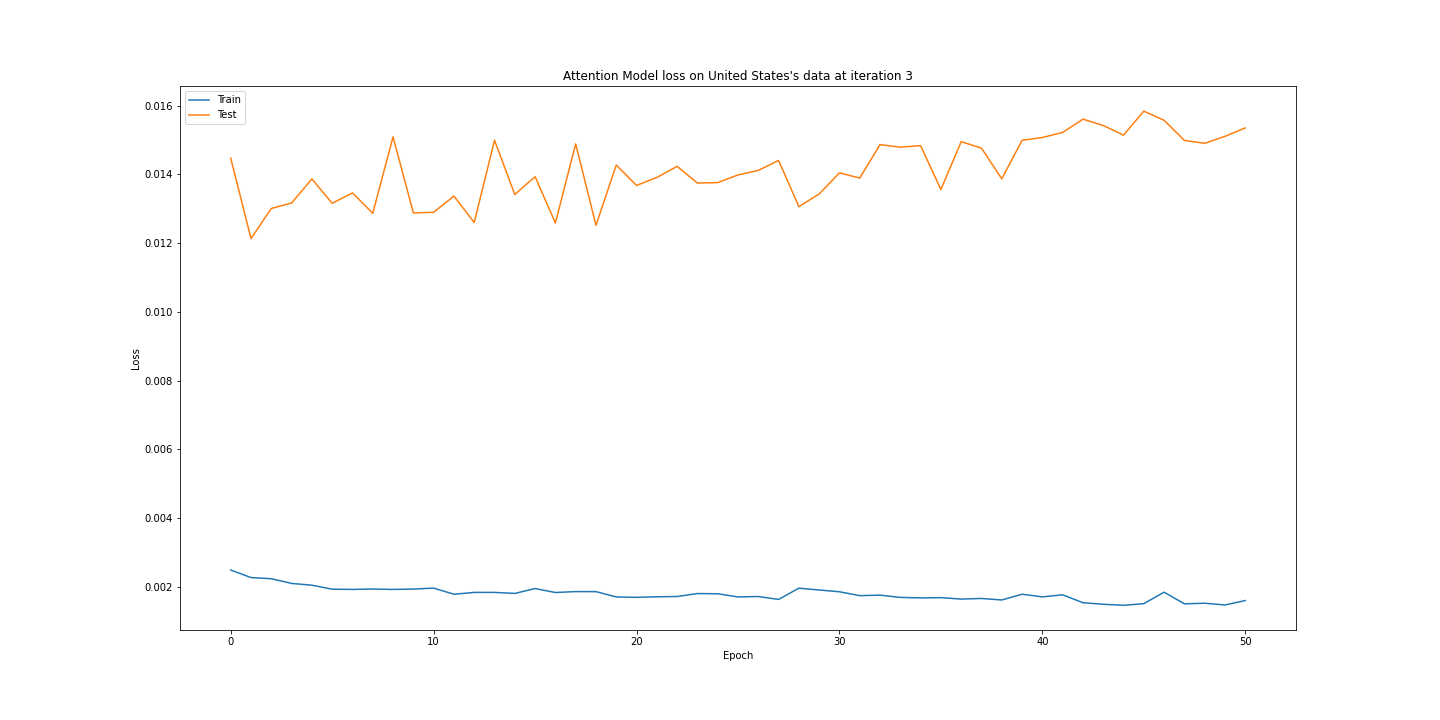 Attention Model loss on United States's data at iteration 3
Train
Test
0.016
0.014
0.012
0.010
0.008
0.006
0.004
0.002
Loss
0 10 20 30 40 50
Epoch